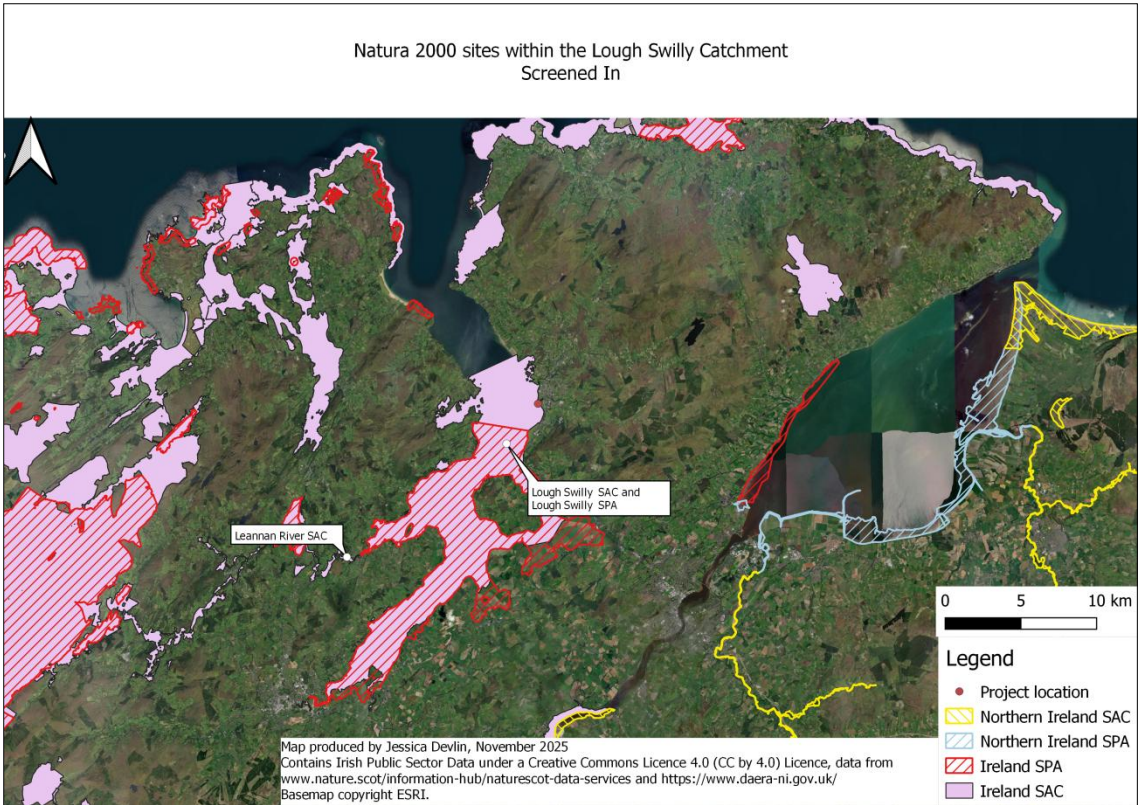 Natura 2000 sites within the Lough Swilly Catchment
Screened In
Lough Swilly SAC and
Lough Swilly SPA
Leannan River SAC
0 5 10 km
Legend
Project location
Northern Ireland SAC
Northern Ireland SPA
Ireland SPA
Ireland SAC
Map produced by Jessica Devlin, November 2025
Contains Irish Public Sector Data under a Creative Commons Licence 4.0 (CC by 4.0) Licence, data from
www.nature.scot/information-hub/naturescot-data-services and https://www.daera-ni.gov.uk/
Basemap copyright ESRI.